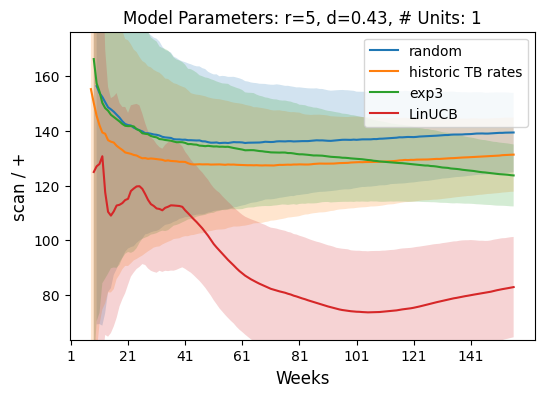 Model Parameters: r=5, d=0.43, # Units: 1
scan / +
160
140
120
100
80
random
historic TB rates
exp3
LinUCB
1
21
41
61
81
101
121
141
Weeks